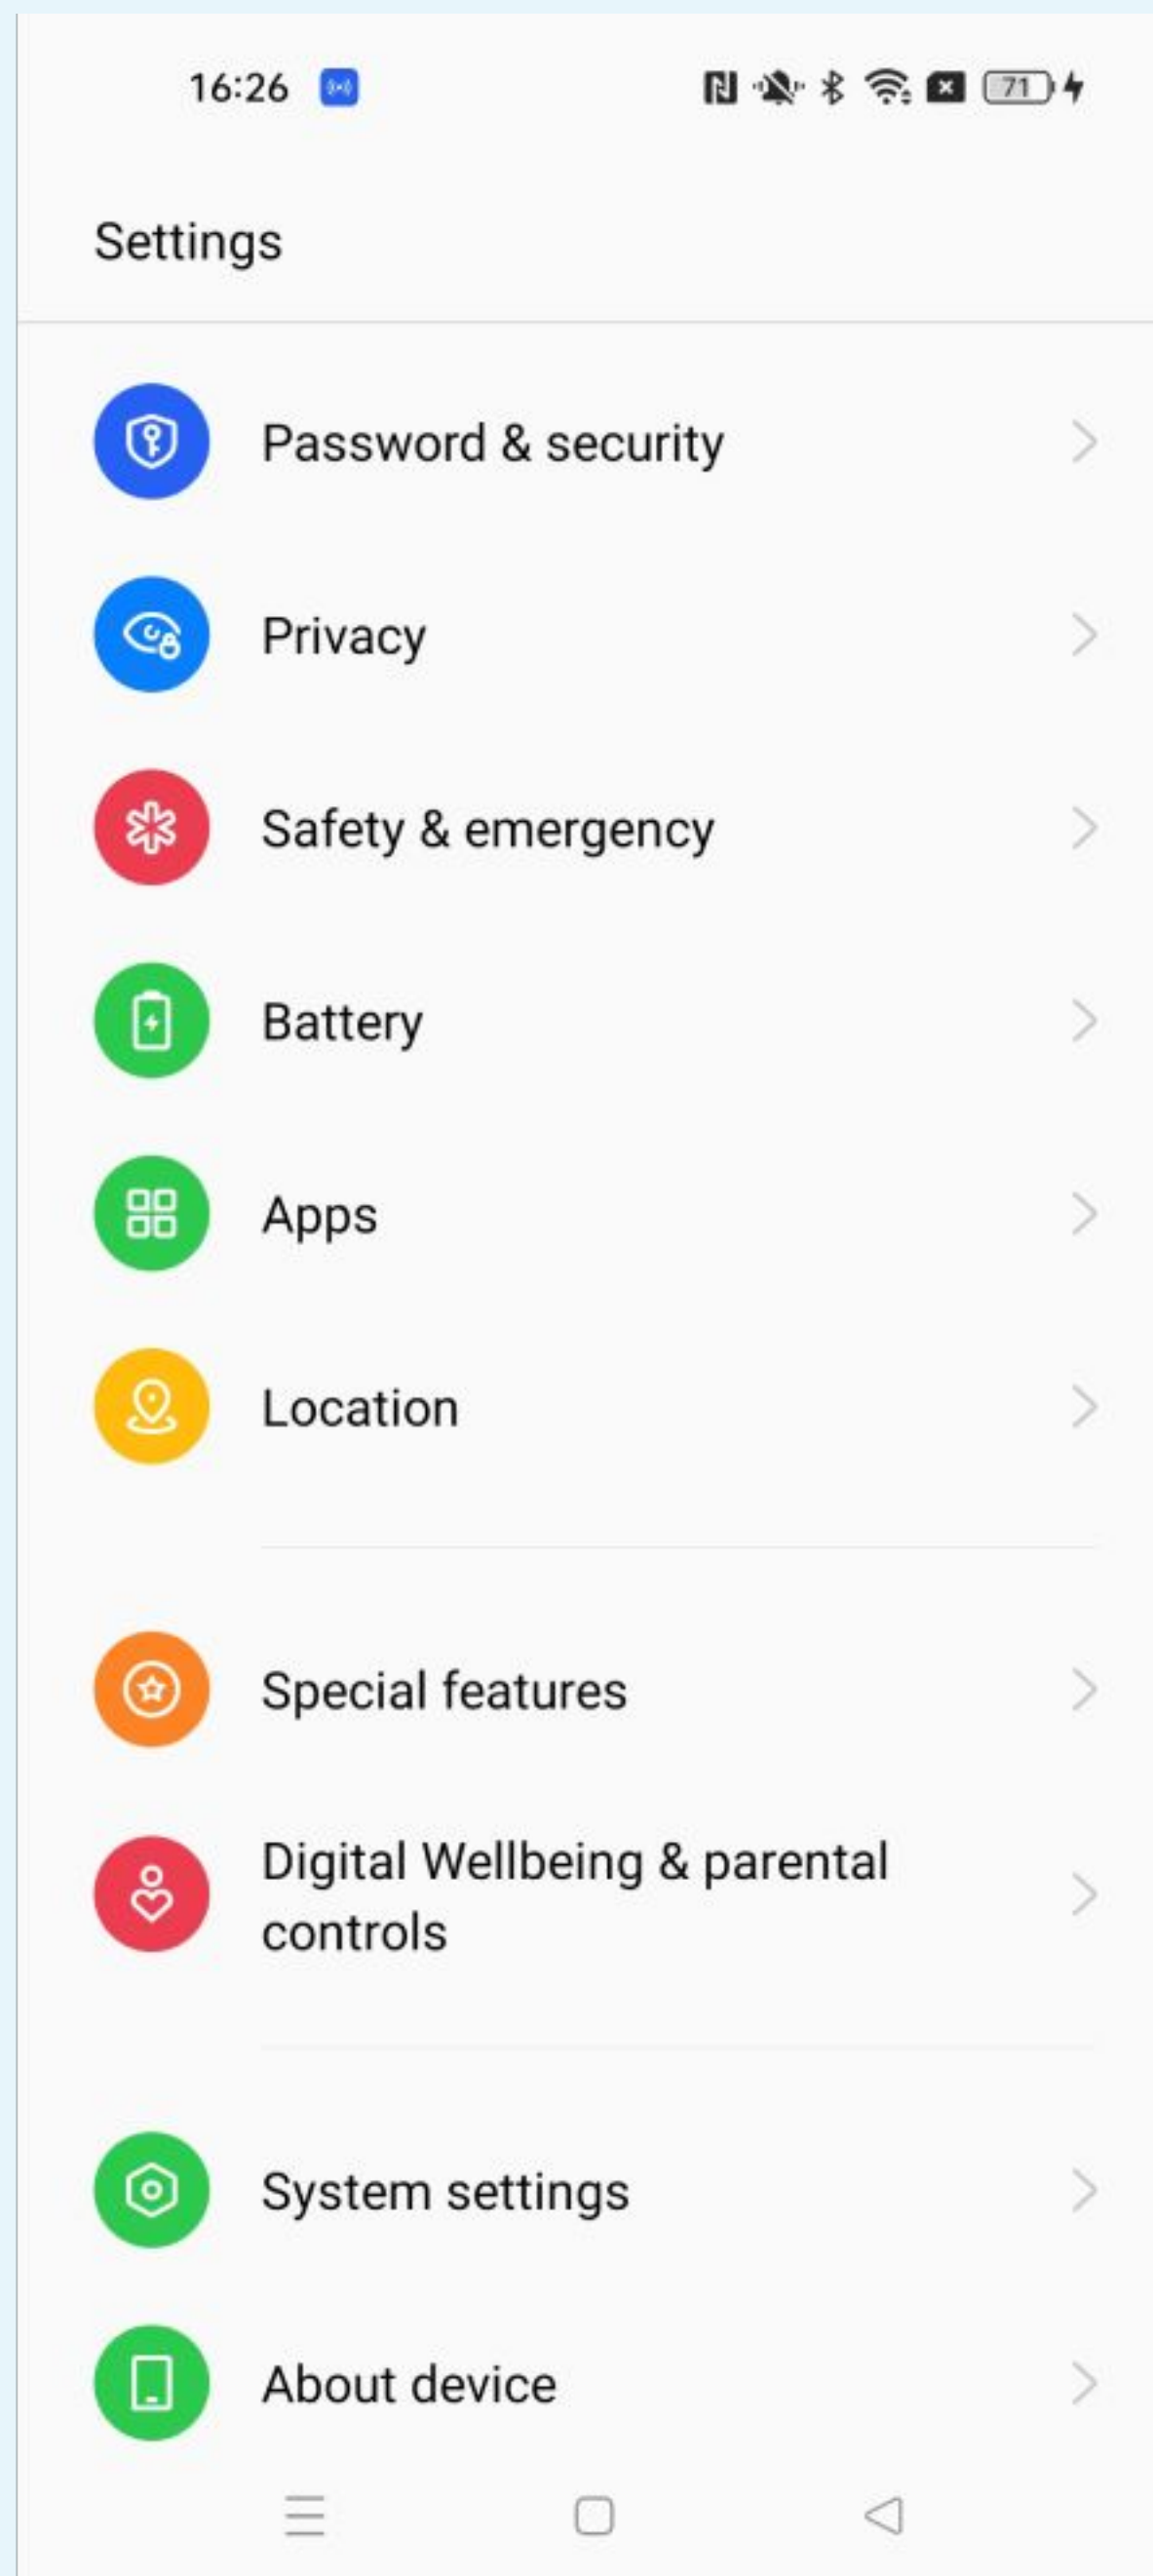 16:26
71
Settings
Password & security
Privacy
Safety & emergency
Battery
Apps
Location
Special features
Digital Wellbeing & parental
controls
System settings
About device